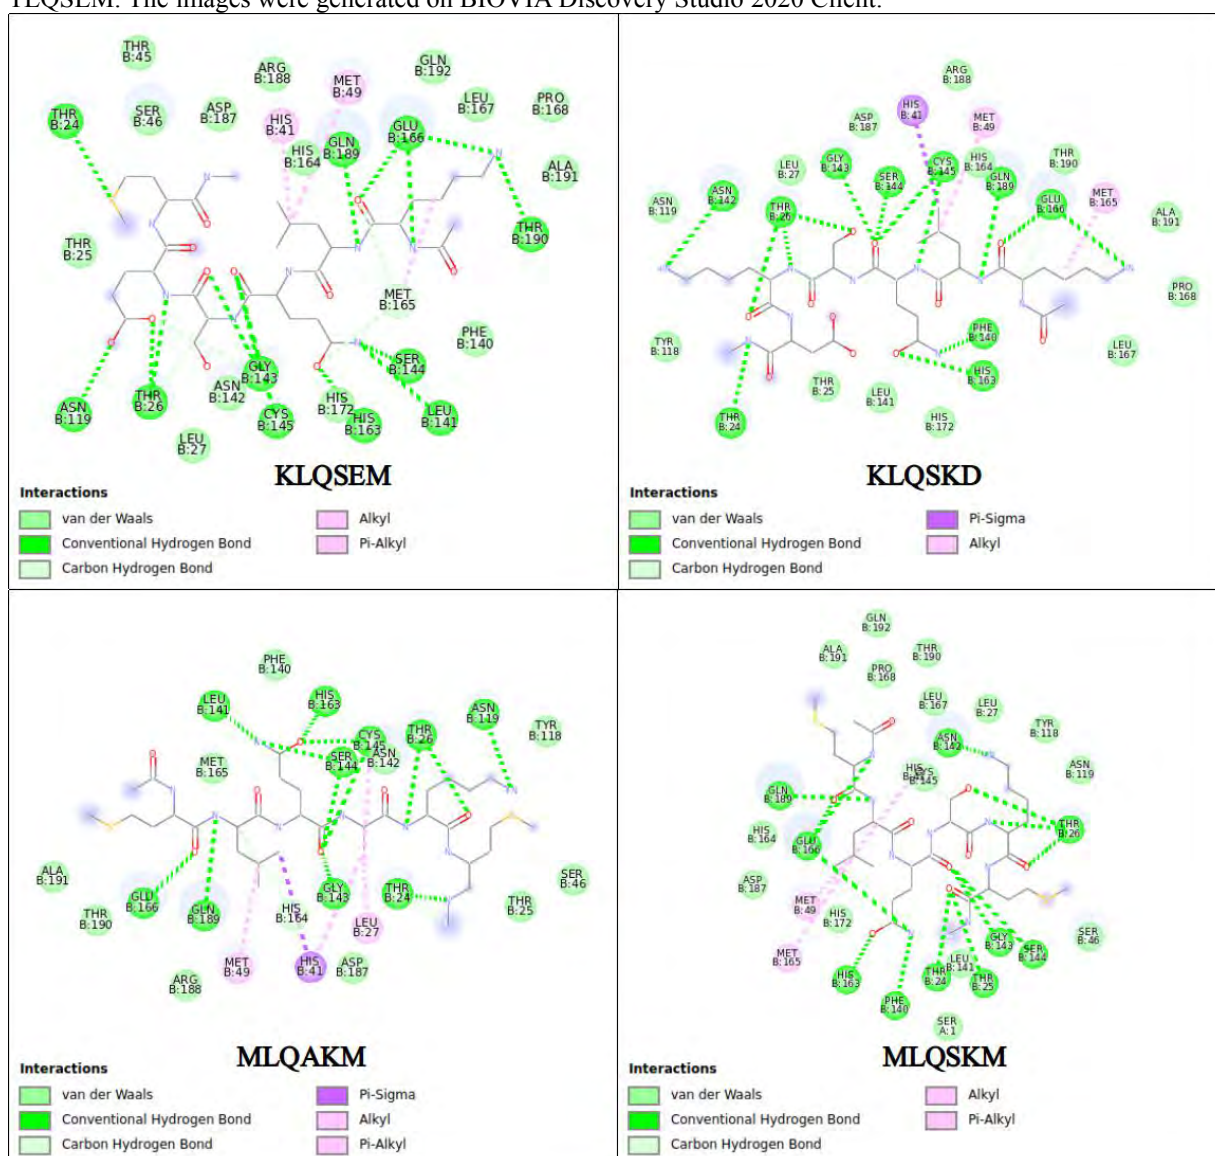 TLQSEM. The images were generated on BIOVIA Discovery Studio 2020 Client.
THR
B:45
ARG
B:188
MET
B:49
GLN
B:192
THR
B:24
SER
B:46
ASP
B:187
HIS
B:41
HIS
B:164
GLN
B:189
GLU
B:166
LEU
B:167
PRO
B:168
ALA
B:191
THR
B:190
THR
B:25
MET
B:165
PHE
B:140
ASN
B:119
THR
B:26
ASN
B:142
GLY
B:143
SER
B:144
LEU
B:27
CYS
B:145
HIS
B:172
HIS
B:163
LEU
B:141
KLQSEM
Interactions
van der Waals
Conventional Hydrogen Bond
Carbon Hydrogen Bond
Alkyl
Pi-Alkyl
ARG
B:188
HIS
B:41
MET
B:49
ASP
B:187
LEU
B:27
GLY
B:143
SER
B:144
CYS
B:145
HIS
B:164
GLN
B:189
THR
B:190
MET
B:165
ASN
B:119
ASN
B:142
THR
B:26
GLU
B:166
ALA
B:191
PRO
B:168
TYR
B:118
PHE
B:140
LEU
B:167
THR
B:25
LEU
B:141
HIS
B:163
THR
B:24
HIS
B:172
KLQSKD
Interactions
van der Waals
Conventional Hydrogen Bond
Carbon Hydrogen Bond
Pi-Sigma
Alkyl
PHE
B:140
LEU
B:141
HIS
B:163
CYS
B:145
THR
B:26
ASN
B:119
TYR
B:118
MET
B:165
SER
B:144
ASN
B:142
ALA
B:191
GLU
B:166
THR
B:190
GLN
B:189
HIS
B:164
GLY
B:143
THR
B:24
THR
B:25
SER
B:46
LEU
B:27
MET
B:49
HIS
B:41
ASP
B:187
ARG
B:188
MLQAKM
Interactions
van der Waals
Conventional Hydrogen Bond
Carbon Hydrogen Bond
Pi-Sigma
Alkyl
Pi-Alkyl
GLN
B:192
ALA
B:191
PRO
B:168
THR
B:190
LEU
B:167
LEU
B:27
TYR
B:118
ASN
B:142
ASN
B:119
HIS
CYS
B:145
GLN
B:189
HIS
B:164
GLU
B:166
THR
B:26
ASP
B:187
MET
B:49
HIS
B:172
MET
B:165
SER
B:46
GLY
B:143
SER
B:144
HIS
B:163
THR
B:24
LEU
B:141
THR
B:25
PHE
B:140
SER
A:1
MLQSKM
Interactions
van der Waals
Conventional Hydrogen Bond
Carbon Hydrogen Bond
Alkyl
Pi-Alkyl